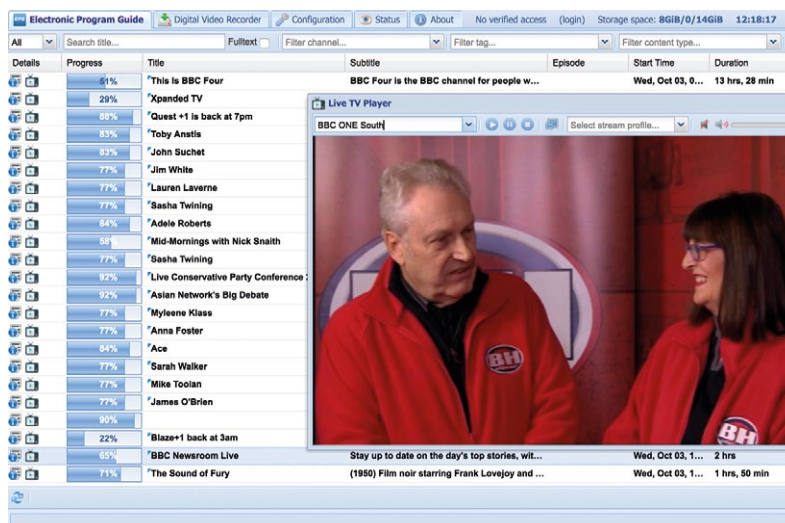 EPG Electronic Program Guide Digital Video Recorder Configuration Status About No verified access (login) Storage space: 8GiB/0/14GiB 12:18:17
All Search title... Fulltext Filter channel... Filter tag... Filter content type...
Details Progress Title Subtitle Episode Start Time Duration
51% This Is BBC Four BBC Four is the BBC channel for people w... Wed, Oct 03, 0... 13 hrs, 28 min
29% Xpanded TV
Live TV Player
88% Quest +1 is back at 7pm
BBC ONE South Select stream profile...
83% Toby Anstis
83% John Suchet
77% Jim White
77% Lauren Laverne
77% Sasha Twining
84% Adele Roberts
58% Mid-Mornings with Nick Snaith
77% Sasha Twining
92% Live Conservative Party Conference
92% Asian Network's Big Debate
77% Myleene Klass
77% Anna Foster
84% Ace
BH
77% Sarah Walker
77% Mike Toolan
77% James O'Brien
90%
BH
22% Blaze+1 back at 3am
65% BBC Newsroom Live Stay up to date on the day's top stories, wit... Wed, Oct 03, 1... 2 hrs
71% The Sound of Fury (1950) Film noir starring Frank Lovejoy and ... Wed, Oct 03, 1... 1 hrs, 50 min